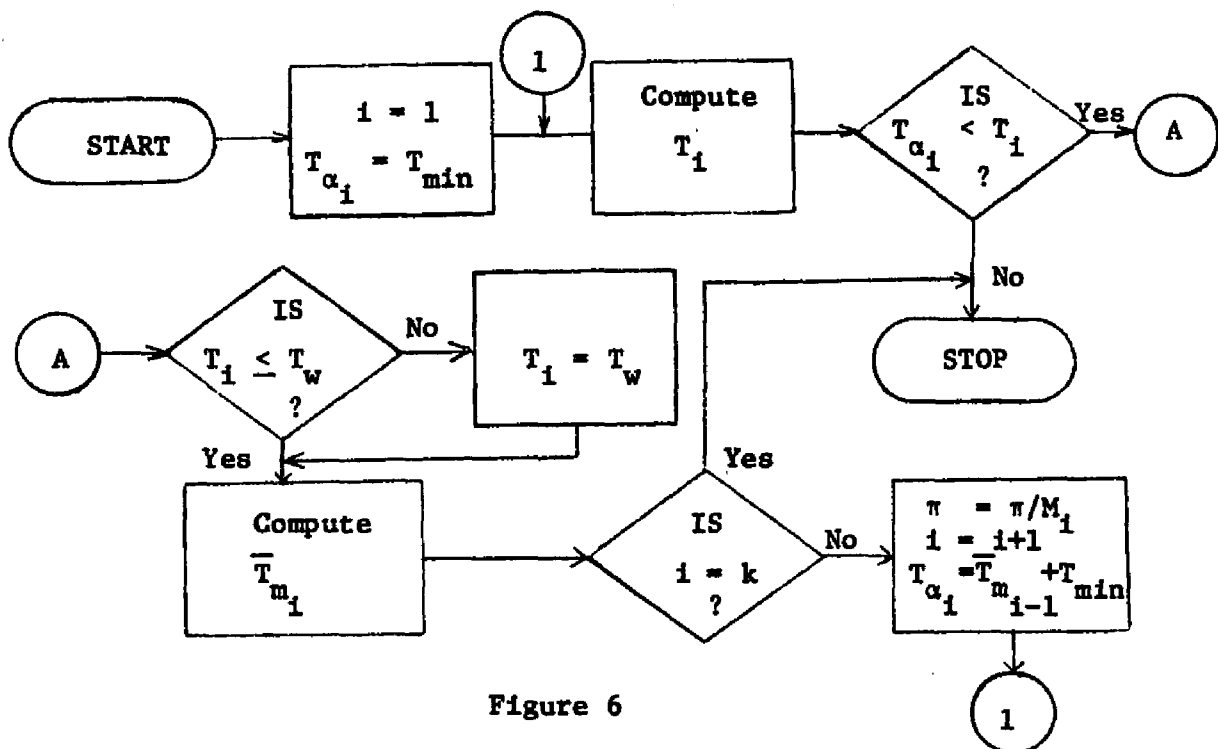 1
START
i = 1
T_αi = T_min
Compute
T_i
IS
T_αi < T_i
?
Yes
A
No
STOP
A
IS
T_i ≤ T_w
?
No
T_i = T_w
Yes
Compute
T̅_mi
IS
i = k
?
Yes
No
π = π/M_i
i = i+1
T_αi = T̅_mi-1 + T_min
1
Figure 6